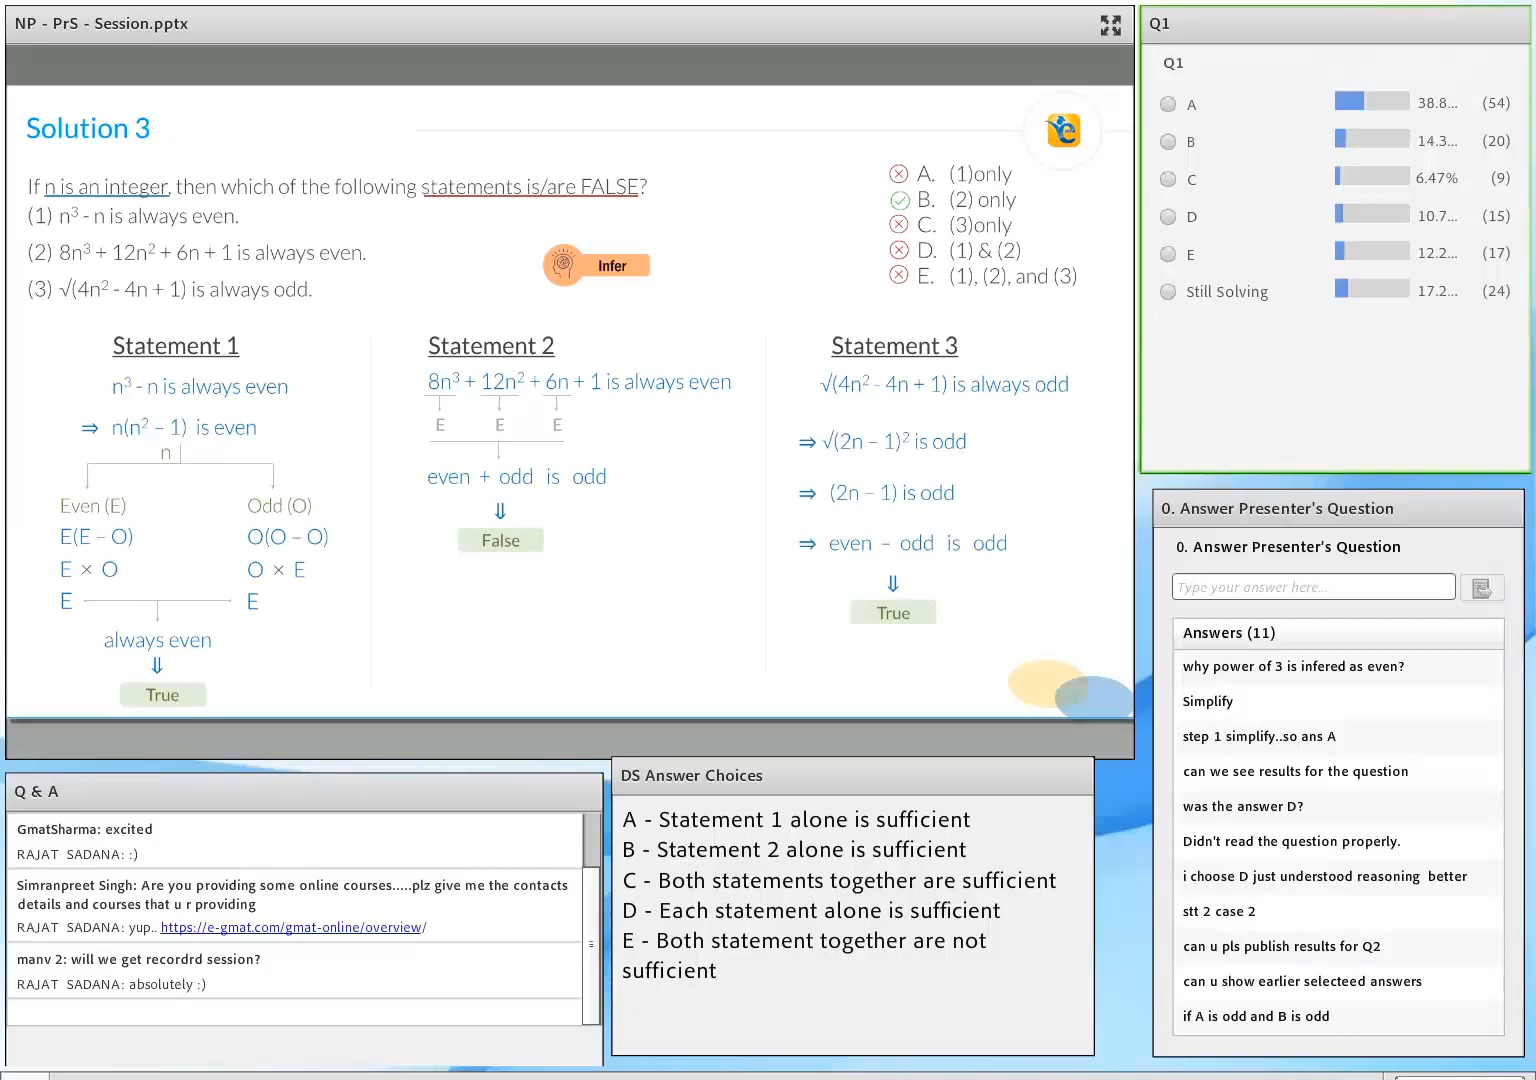 NP - PrS - Session.pptx
Solution 3
If n is an integer, then which of the following statements is/are FALSE?
(1) n³ - n is always even.
(2) 8n³ + 12n² + 6n + 1 is always even.
(3) √(4n² - 4n + 1) is always odd.
Infer
A. (1)only
B. (2) only
C. (3)only
D. (1) & (2)
E. (1), (2), and (3)
Statement 1
n³ - n is always even
⇒ n(n² – 1) is even
n
Even (E) Odd (O)
E(E – O) O(O – O)
E × O O × E
E E
always even
⇓
True
Statement 2
8n³ + 12n² + 6n + 1 is always even
E E E
even + odd is odd
⇓
False
Statement 3
√(4n² - 4n + 1) is always odd
⇒ √(2n – 1)² is odd
⇒ (2n – 1) is odd
⇒ even – odd is odd
⇓
True
Q1
Q1
A 38.8... (54)
B 14.3... (20)
C 6.47% (9)
D 10.7... (15)
E 12.2... (17)
Still Solving 17.2... (24)
0. Answer Presenter's Question
0. Answer Presenter's Question
Type your answer here...
Answers (11)
why power of 3 is infered as even?
Simplify
step 1 simplify..so ans A
can we see results for the question
was the answer D?
Didn't read the question properly.
i choose D just understood reasoning better
stt 2 case 2
can u pls publish results for Q2
can u show earlier selecteed answers
if A is odd and B is odd
Q & A
GmatSharma: excited
RAJAT SADANA: :)
Simranpreet Singh: Are you providing some online courses.....plz give me the contacts
details and courses that u r providing
RAJAT SADANA: yup.. https://e-gmat.com/gmat-online/overview/
manv 2: will we get recordrd session?
RAJAT SADANA: absolutely :)
DS Answer Choices
A - Statement 1 alone is sufficient
B - Statement 2 alone is sufficient
C - Both statements together are sufficient
D - Each statement alone is sufficient
E - Both statement together are not
sufficient